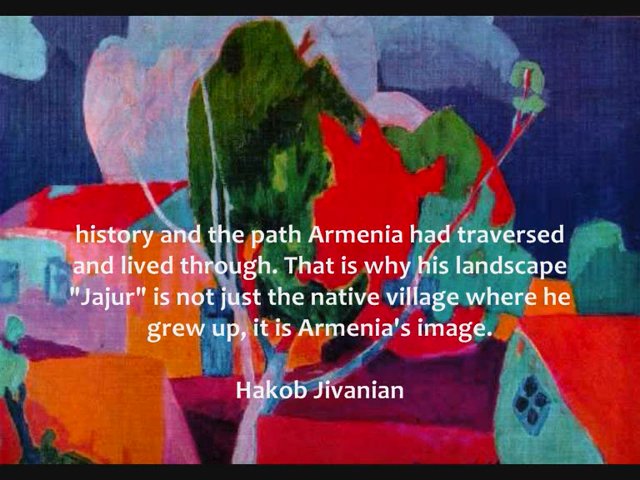 history and the path Armenia had traversed
and lived through. That is why his landscape
"Jajur" is not just the native village where he
grew up, it is Armenia's image.
Hakob Jivanian